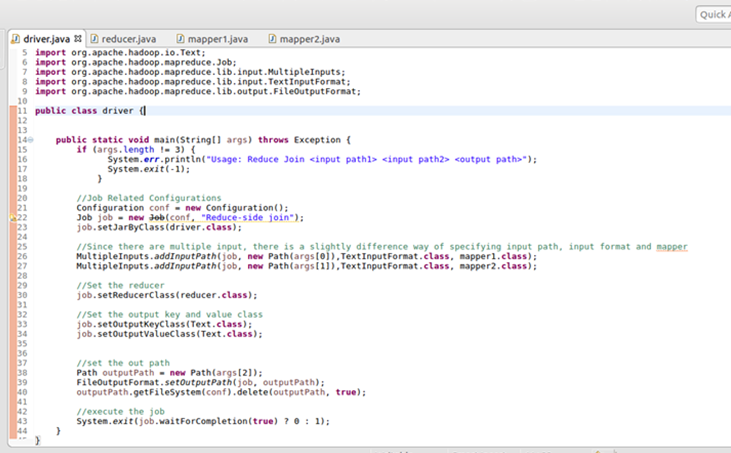 Quick A
driver.java reducer.java mapper1.java mapper2.java
5 import org.apache.hadoop.io.Text;
6 import org.apache.hadoop.mapreduce.Job;
7 import org.apache.hadoop.mapreduce.lib.input.MultipleInputs;
8 import org.apache.hadoop.mapreduce.lib.input.TextInputFormat;
9 import org.apache.hadoop.mapreduce.lib.output.FileOutputFormat;
10
11 public class driver {
12
13
14 public static void main(String[] args) throws Exception {
15 if (args.length != 3) {
16 System.err.println("Usage: Reduce Join <input path1> <input path2> <output path>");
17 System.exit(-1);
18 }
19
20 //Job Related Configurations
21 Configuration conf = new Configuration();
22 Job job = new Job(conf, "Reduce-side join");
23 job.setJarByClass(driver.class);
24
25 //Since there are multiple input, there is a slightly difference way of specifying input path, input format and mapper
26 MultipleInputs.addInputPath(job, new Path(args[0]),TextInputFormat.class, mapper1.class);
27 MultipleInputs.addInputPath(job, new Path(args[1]),TextInputFormat.class, mapper2.class);
28
29 //Set the reducer
30 job.setReducerClass(reducer.class);
31
32 //Set the output key and value class
33 job.setOutputKeyClass(Text.class);
34 job.setOutputValueClass(Text.class);
35
36
37 //set the out path
38 Path outputPath = new Path(args[2]);
39 FileOutputFormat.setOutputPath(job, outputPath);
40 outputPath.getFileSystem(conf).delete(outputPath, true);
41
42 //execute the job
43 System.exit(job.waitForCompletion(true) ? 0 : 1);
44 }
}